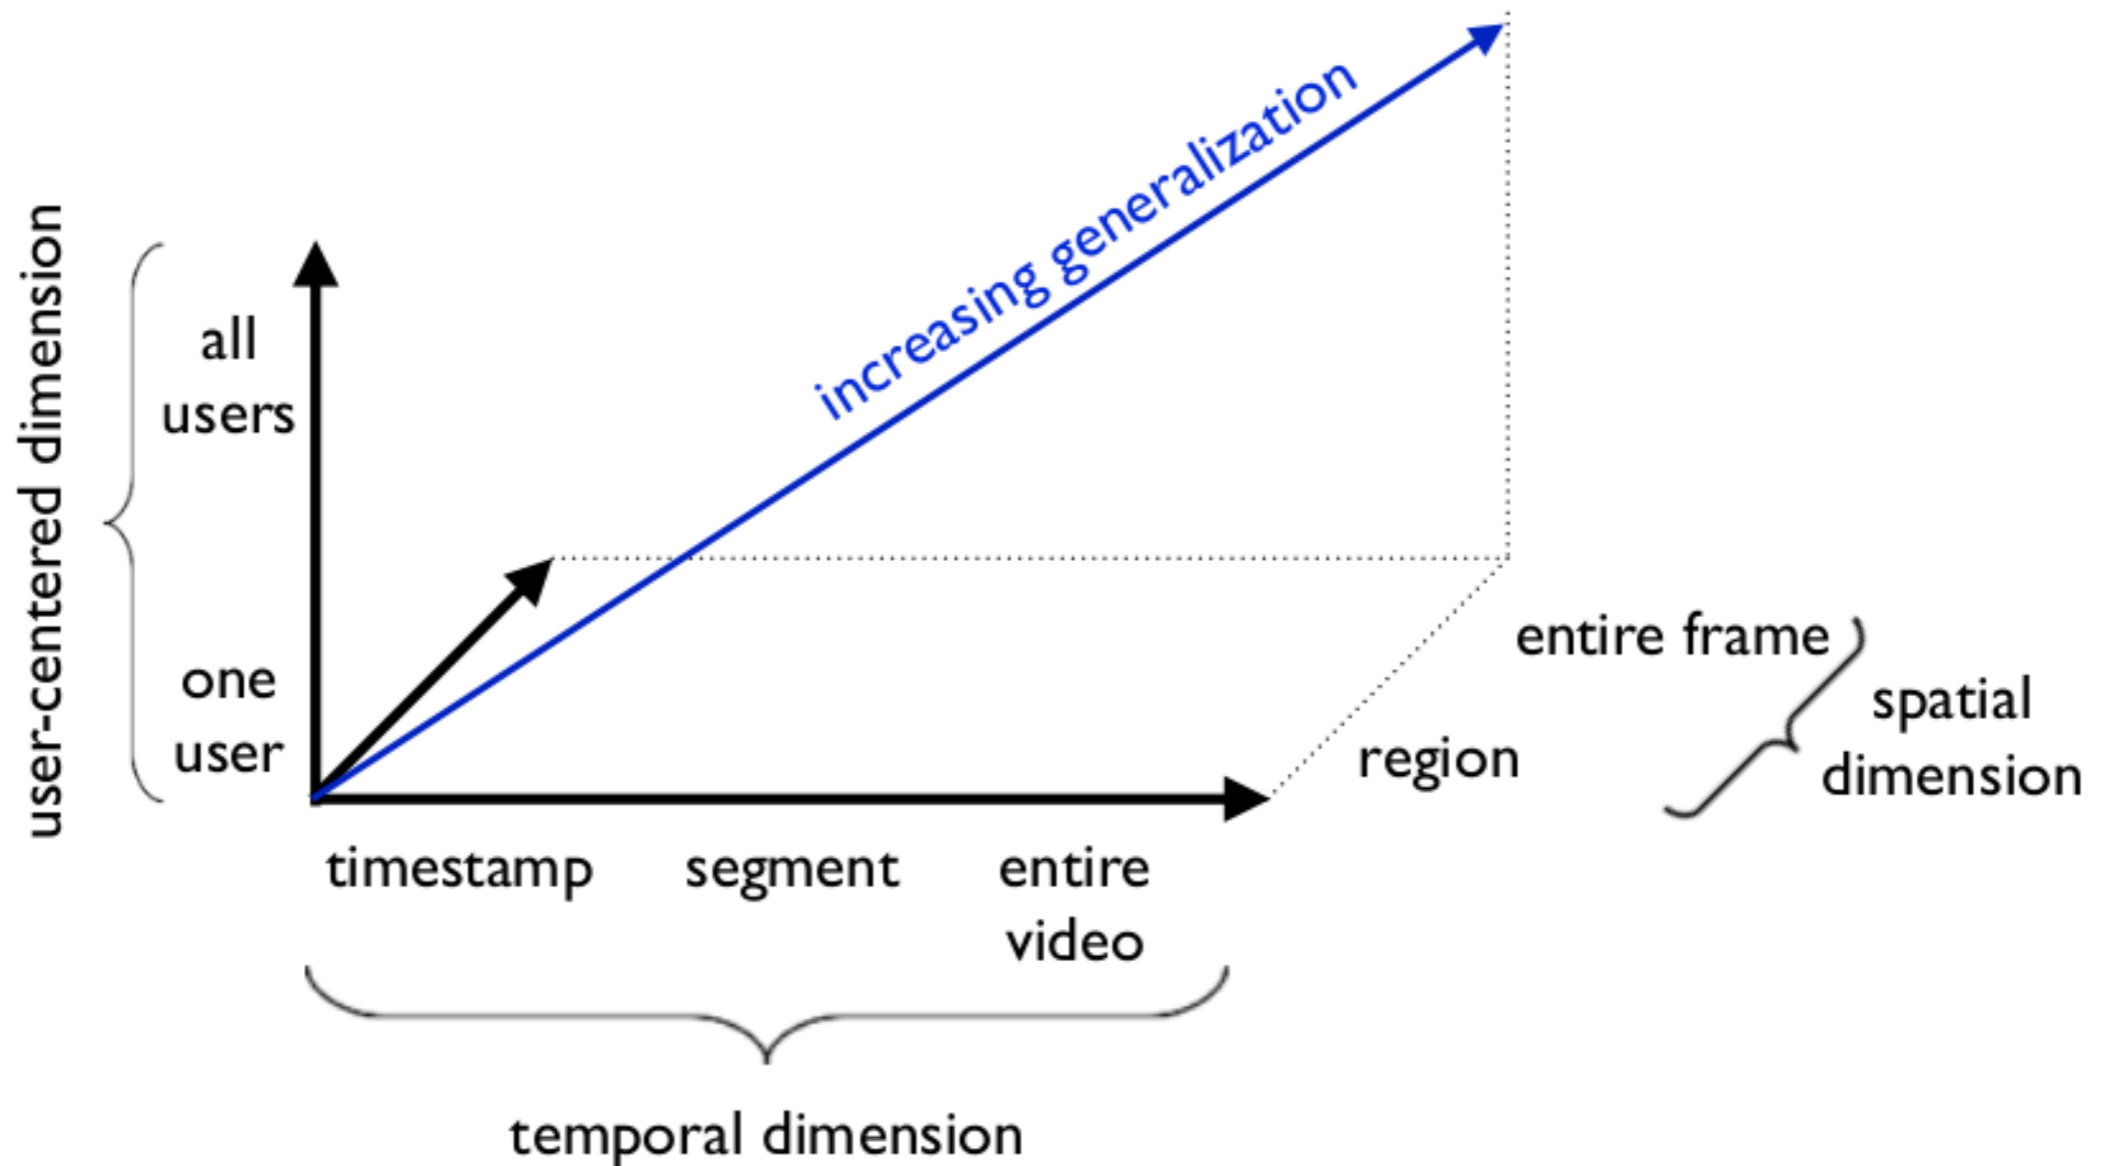 user-centered dimension
all
users
one
user
increasing generalization
entire frame
region
spatial
dimension
timestamp segment entire
video
temporal dimension